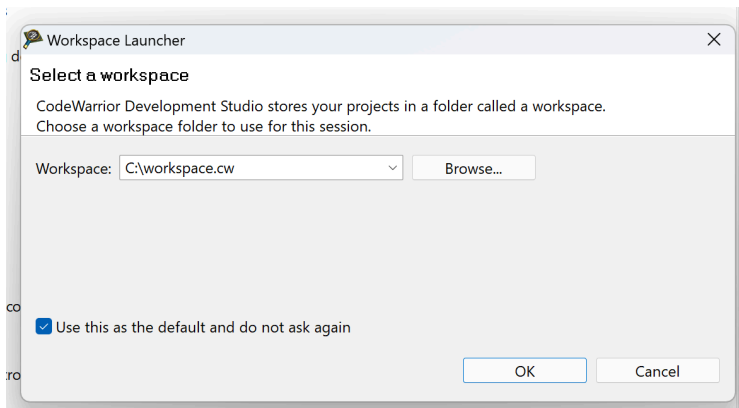 Workspace Launcher
d
Select a workspace
CodeWarrior Development Studio stores your projects in a folder called a workspace.
Choose a workspace folder to use for this session.
Workspace: C:\workspace.cw Browse...
co
Use this as the default and do not ask again
OK Cancel
tro